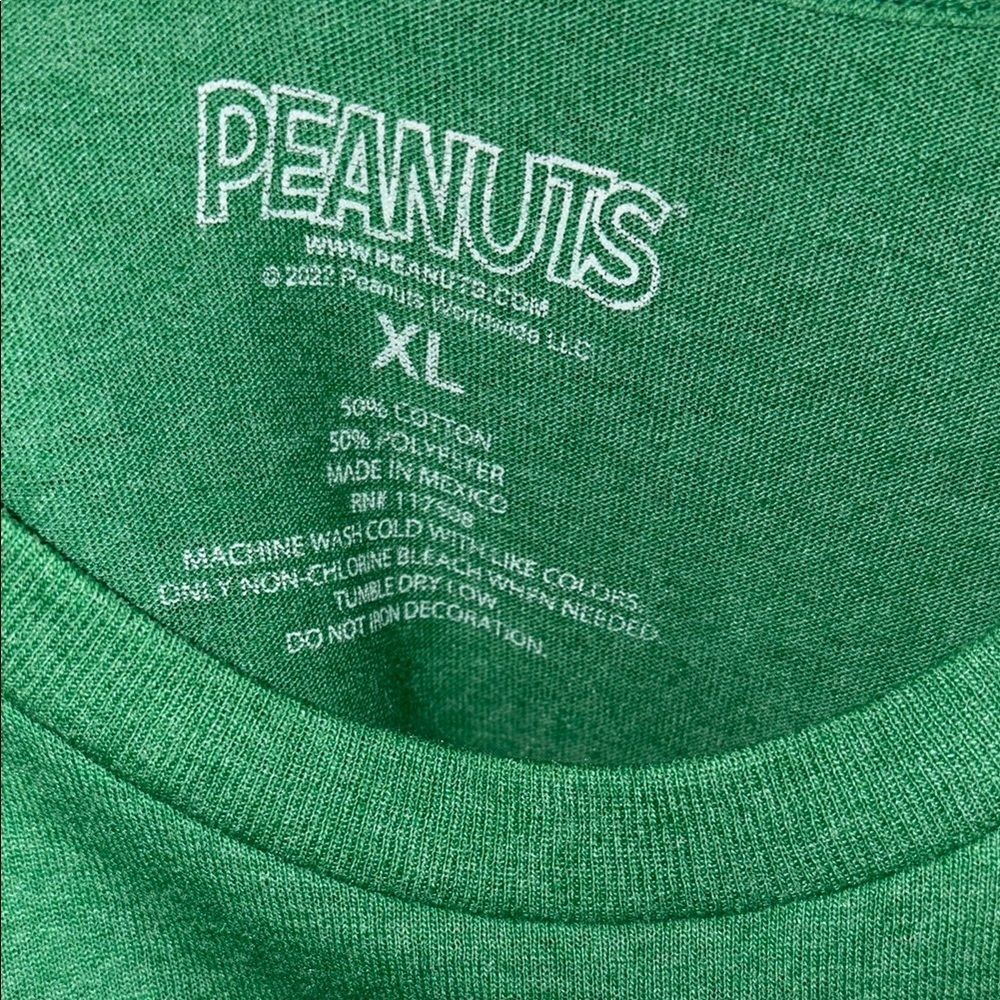 PEANUTS®
WWW.PEANUTS.COM
© 2022 Peanuts Worldwide LLC
XL
50% COTTON
50% POLYESTER
MADE IN MEXICO
RN#
MACHINE WASH COLD WITH LIKE COLORS.
ONLY NON-CHLORINE BLEACH WHEN NEEDED.
TUMBLE DRY LOW.
DO NOT IRON DECORATION.